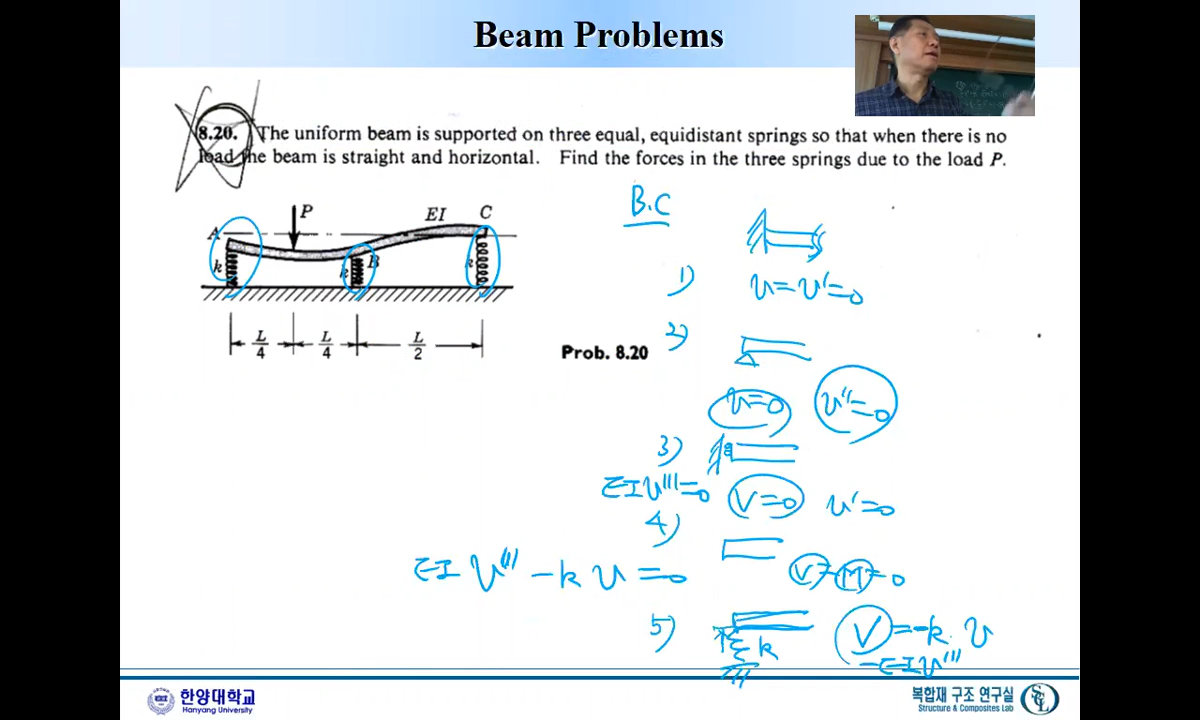 Beam Problems
8.20. The uniform beam is supported on three equal, equidistant springs so that when there is no
load the beam is straight and horizontal. Find the forces in the three springs due to the load P.
B.C
A P EI C
k k B k
L/4 L/4 L/2
Prob. 8.20
1) v=v'=0
2)
v=0 v''=0
3)
EIv'''=0 V=0 v'=0
4)
V=M=0
EI v''' - k v = 0
5) k V=-k. v
-EIv'''
한양대학교
Hanyang University
복합재 구조 연구실
Structure & Composites Lab